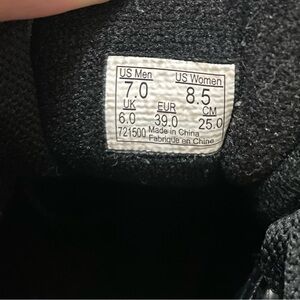 US Men US Women
7.0 8.5
UK EUR CM
6.0 39.0 25.0
721500 Made in China
Fabriqué en Chine